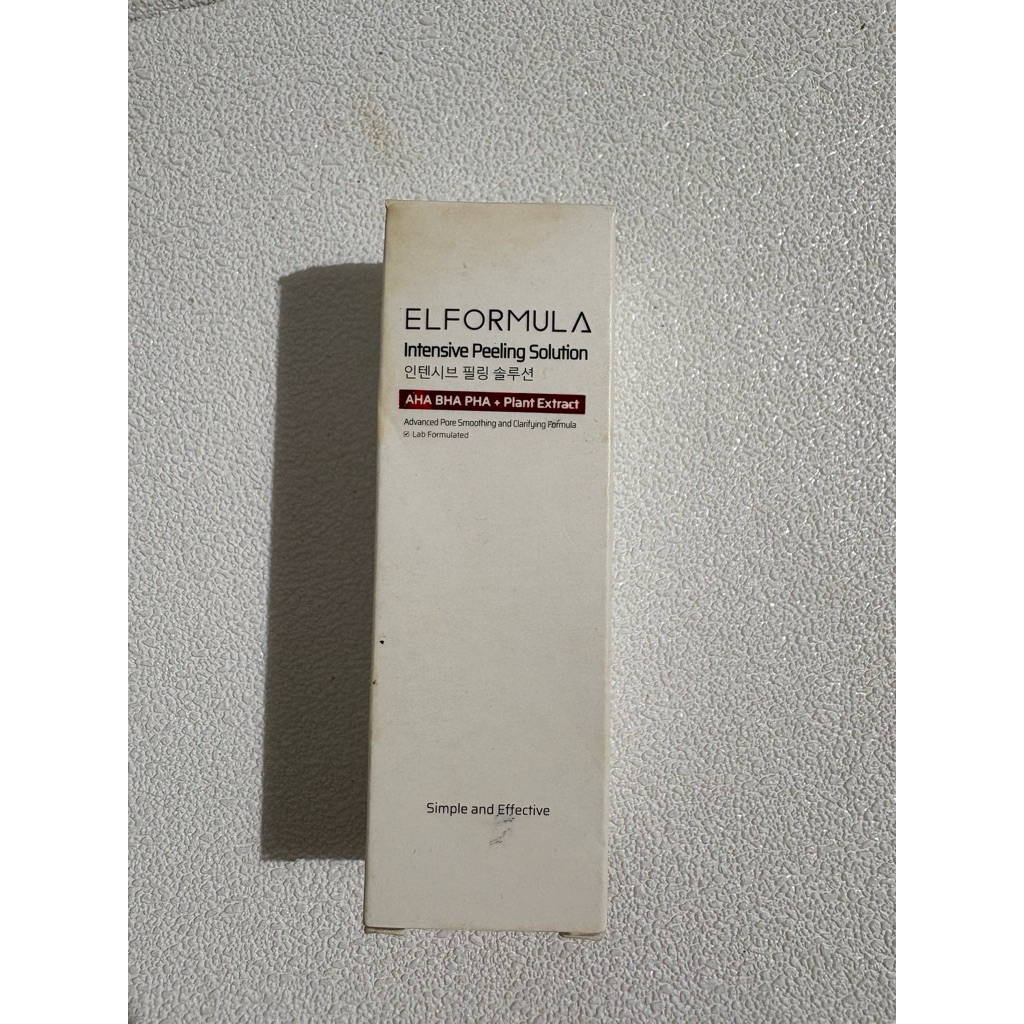 ELFORMULA
Intensive Peeling Solution
인텐시브 필링 솔루션
AHA BHA PHA + Plant Extract
Advanced Pore Smoothing and Clarifying Formula
Lab Formulated
Simple and Effective